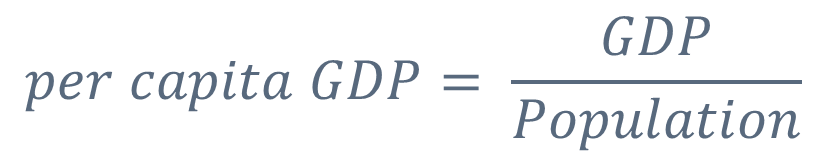 per capita GDP = GDP / Population